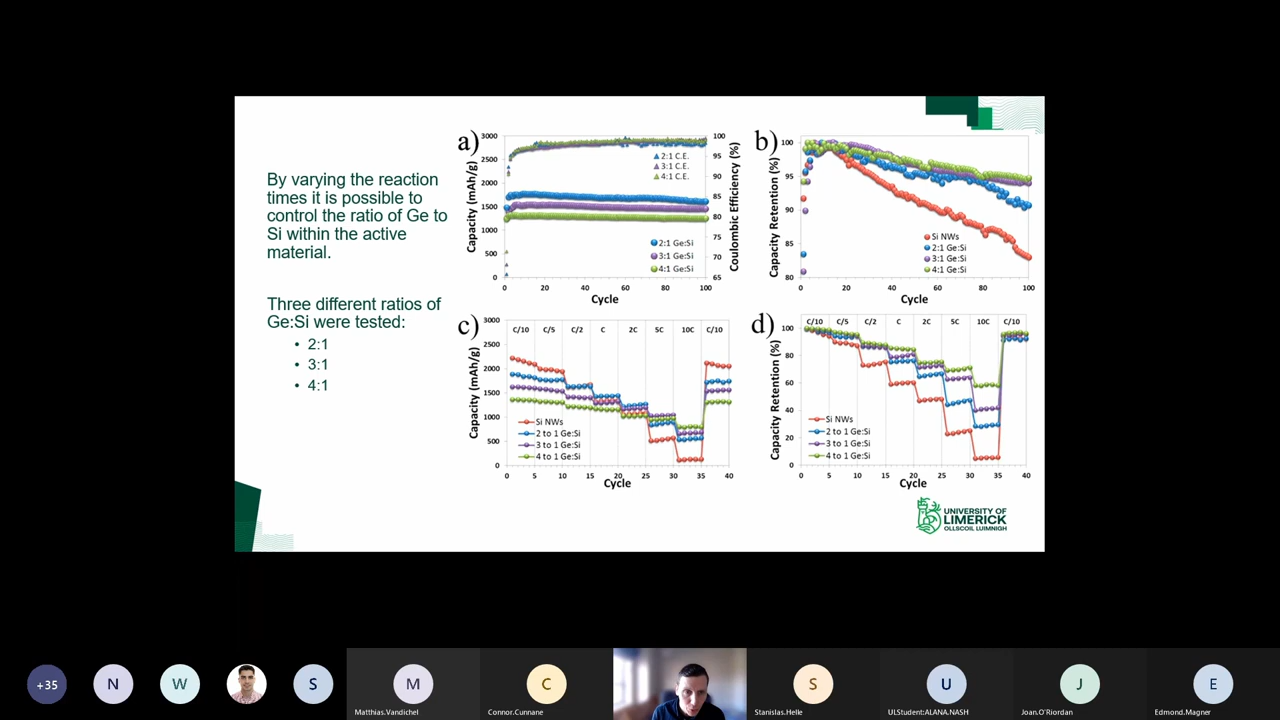 By varying the reaction
times it is possible to
control the ratio of Ge to
Si within the active
material.
Three different ratios of
Ge:Si were tested:
• 2:1
• 3:1
• 4:1
a)
3000
2500
2000
1500
1000
500
0
Capacity (mAh/g)
100
95
90
85
80
75
70
65
Coulombic Efficiency (%)
2:1 C.E.
3:1 C.E.
4:1 C.E.
2:1 Ge:Si
3:1 Ge:Si
4:1 Ge:Si
0 20 40 60 80 100
Cycle
b)
100
95
90
85
80
Capacity Retention (%)
Si NWs
2:1 Ge:Si
3:1 Ge:Si
4:1 Ge:Si
0 20 40 60 80 100
Cycle
c)
3000
2500
2000
1500
1000
500
0
Capacity (mAh/g)
C/10 C/5 C/2 C 2C 5C 10C C/10
Si NWs
2 to 1 Ge:Si
3 to 1 Ge:Si
4 to 1 Ge:Si
0 5 10 15 20 25 30 35 40
Cycle
d)
100
80
60
40
20
0
Capacity Retention (%)
C/10 C/5 C/2 C 2C 5C 10C C/10
Si NWs
2 to 1 Ge:Si
3 to 1 Ge:Si
4 to 1 Ge:Si
0 5 10 15 20 25 30 35 40
Cycle
UNIVERSITY OF
LIMERICK
OLLSCOIL LUIMNIGH
+35 N W S M C S U J E
Matthias.Vandichel
Connor.Cunnane
Stanislas.Helle
ULStudent:ALANA.NASH
Joan.O'Riordan
Edmond.Magner